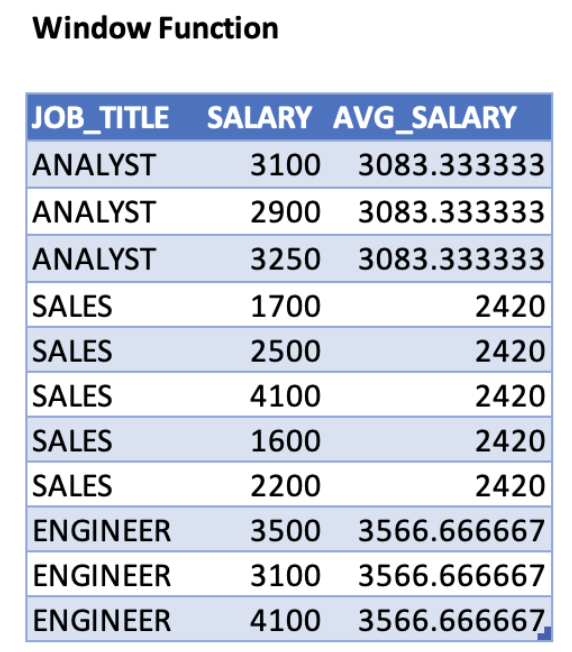 Window Function
JOB_TITLE SALARY AVG_SALARY
ANALYST 3100 3083.333333
ANALYST 2900 3083.333333
ANALYST 3250 3083.333333
SALES 1700 2420
SALES 2500 2420
SALES 4100 2420
SALES 1600 2420
SALES 2200 2420
ENGINEER 3500 3566.666667
ENGINEER 3100 3566.666667
ENGINEER 4100 3566.666667